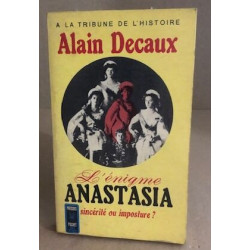 A LA TRIBUNE DE L'HISTOIRE
Alain Decaux
L'énigme
ANASTASIA
sincérité ou imposture ?